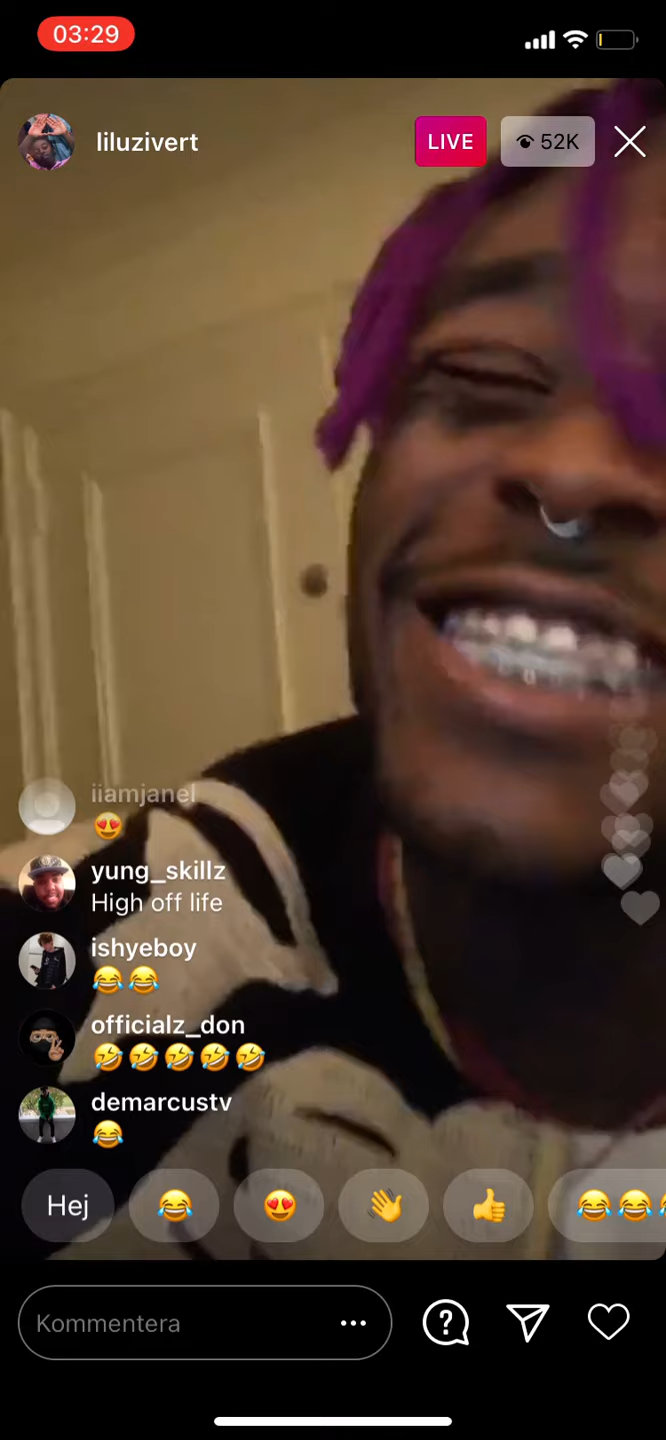 03:29
liluzivert
LIVE
52K
iiamjanel
😍
yung_skillz
High off life
ishyeboy
😂😂
officialz_don
🤣🤣🤣🤣🤣
demarcustv
😂
Hej 😂 😍 👋 👍 😂😂
Kommentera